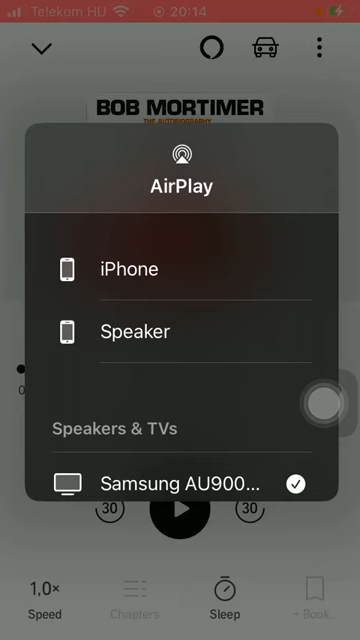 Telekom HU 20:14
BOB MORTIMER
THE AUTOBIOGRAPHY
AirPlay
iPhone
Speaker
Speakers & TVs
Samsung AU900...
30 30
1,0×
Speed Chapters Sleep + Book...